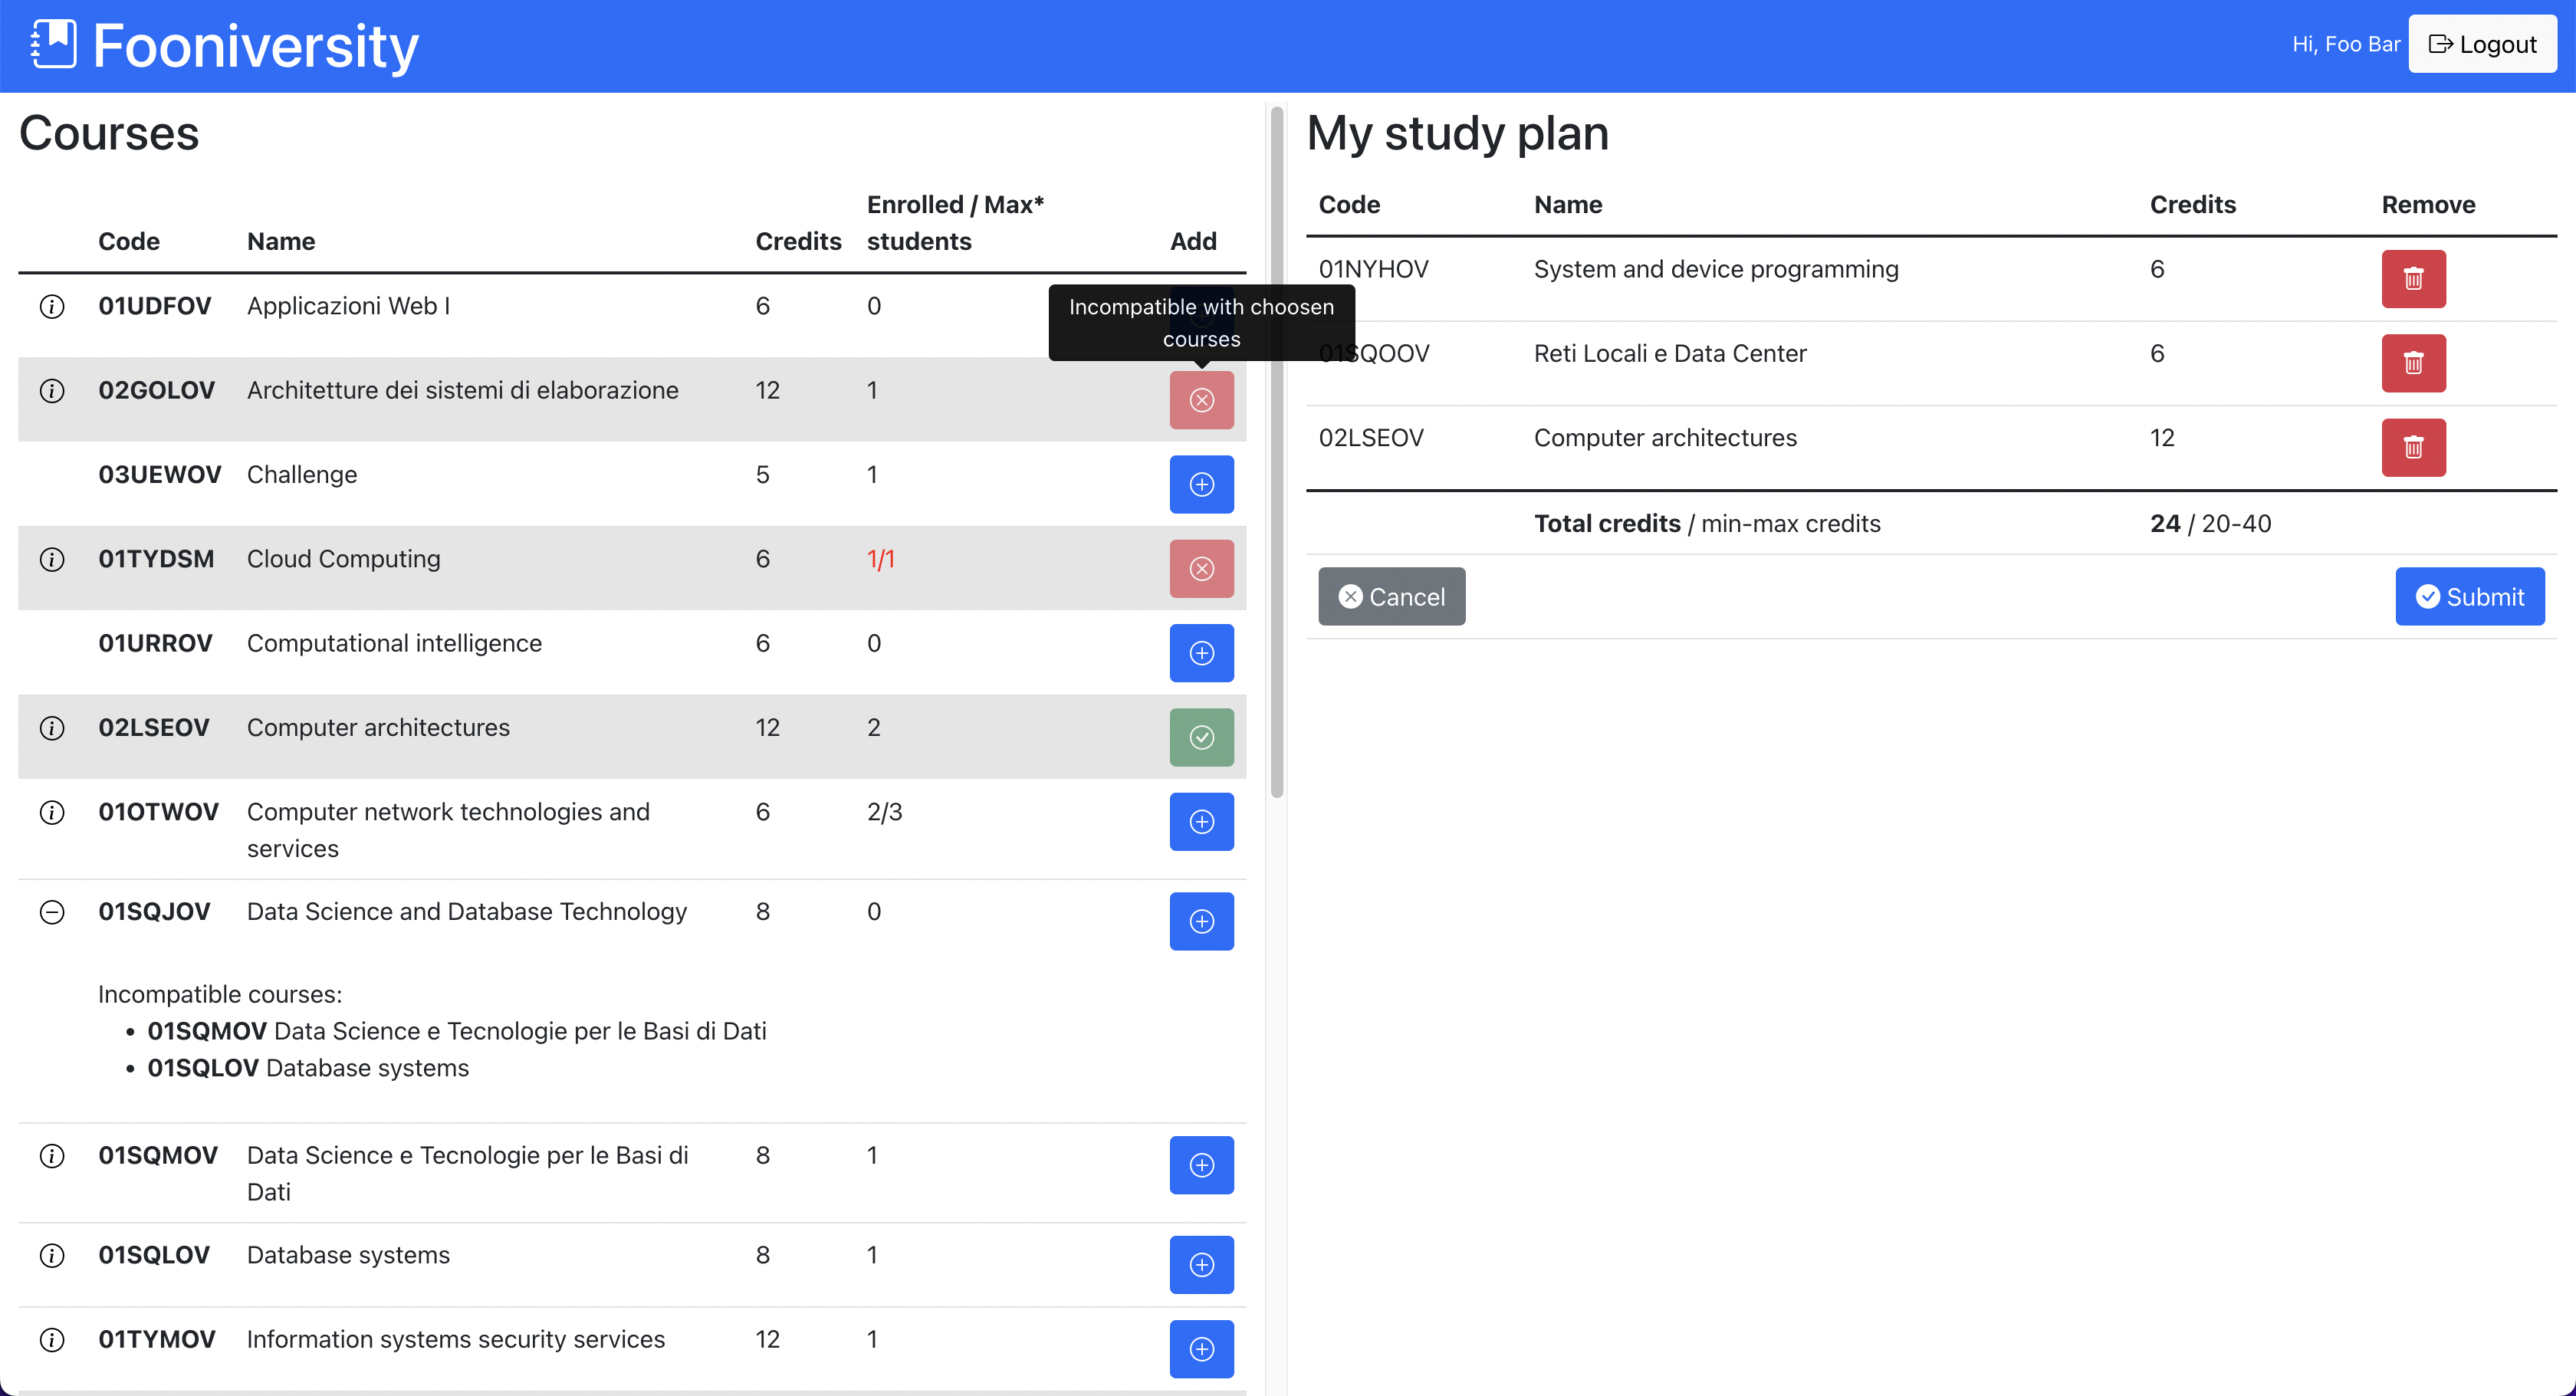 Fooniversity
Hi, Foo Bar
Logout
Courses
Code Name Credits Enrolled / Max* students Add
01UDFOV Applicazioni Web I 6 0
Incompatible with choosen
courses
02GOLOV Architetture dei sistemi di elaborazione 12 1
03UEWOV Challenge 5 1
01TYDSM Cloud Computing 6 1/1
01URROV Computational intelligence 6 0
02LSEOV Computer architectures 12 2
01OTWOV Computer network technologies and 6 2/3
services
01SQJOV Data Science and Database Technology 8 0
Incompatible courses:
• 01SQMOV Data Science e Tecnologie per le Basi di Dati
• 01SQLOV Database systems
01SQMOV Data Science e Tecnologie per le Basi di 8 1
Dati
01SQLOV Database systems 8 1
01TYMOV Information systems security services 12 1
My study plan
Code Name Credits Remove
01NYHOV System and device programming 6
01SQOOV Reti Locali e Data Center 6
02LSEOV Computer architectures 12
Total credits / min-max credits 24 / 20-40
Cancel
Submit